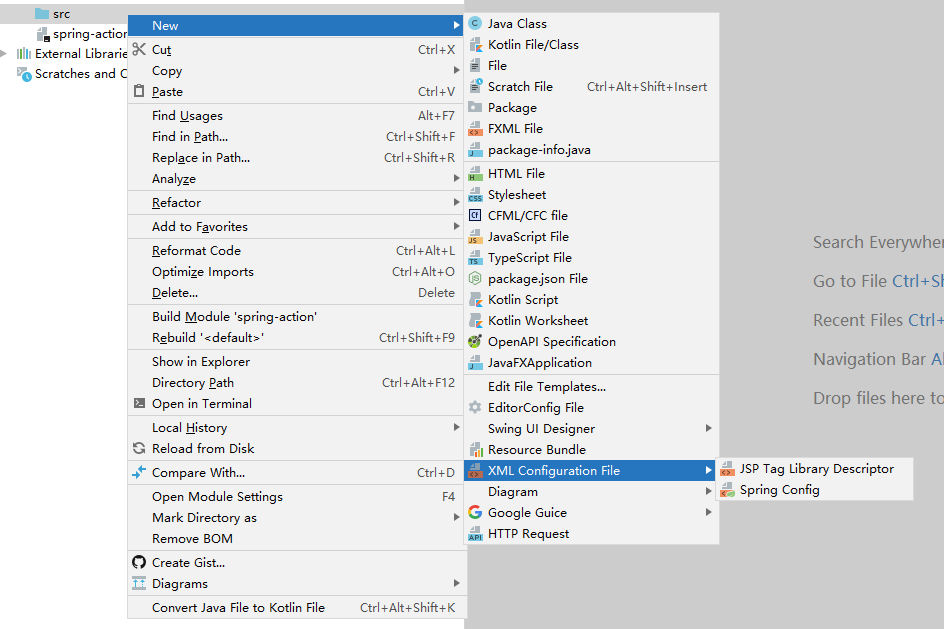 src
spring-action
External Librarie
Scratches and C
New
Cut Ctrl+X
Copy
Paste Ctrl+V
Find Usages Alt+F7
Find in Path... Ctrl+Shift+F
Replace in Path... Ctrl+Shift+R
Analyze
Refactor
Add to Favorites
Reformat Code Ctrl+Alt+L
Optimize Imports Ctrl+Alt+O
Delete... Delete
Build Module 'spring-action'
Rebuild '<default>' Ctrl+Shift+F9
Show in Explorer
Directory Path Ctrl+Alt+F12
Open in Terminal
Local History
Reload from Disk
Compare With... Ctrl+D
Open Module Settings F4
Mark Directory as
Remove BOM
Create Gist...
Diagrams
Convert Java File to Kotlin File Ctrl+Alt+Shift+K
Java Class
Kotlin File/Class
File
Scratch File Ctrl+Alt+Shift+Insert
Package
FXML File
package-info.java
HTML File
Stylesheet
CFML/CFC file
JavaScript File
TypeScript File
package.json File
Kotlin Script
Kotlin Worksheet
OpenAPI Specification
JavaFXApplication
Edit File Templates...
EditorConfig File
Swing UI Designer
Resource Bundle
XML Configuration File
Diagram
Google Guice
HTTP Request
JSP Tag Library Descriptor
Spring Config
Search Everywher
Go to File Ctrl+Sh
Recent Files Ctrl+
Navigation Bar Al
Drop files here to